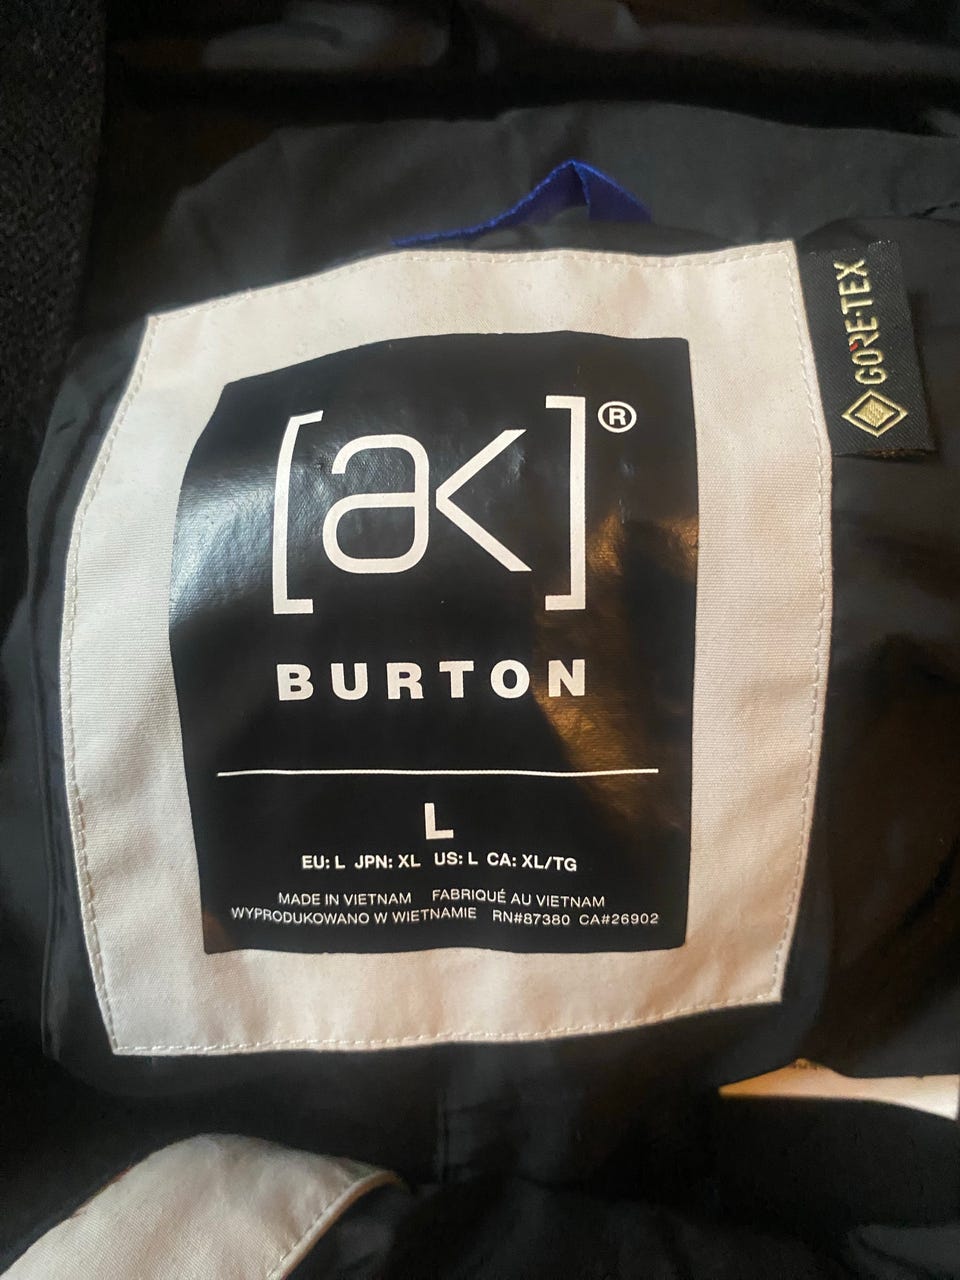 [ak]®
BURTON
L
EU: L JPN: XL US: L CA: XL/TG
MADE IN VIETNAM FABRIQUÉ AU VIETNAM
WYPRODUKOWANO W WIETNAMIE RN#87380 CA#26902
GORE-TEX